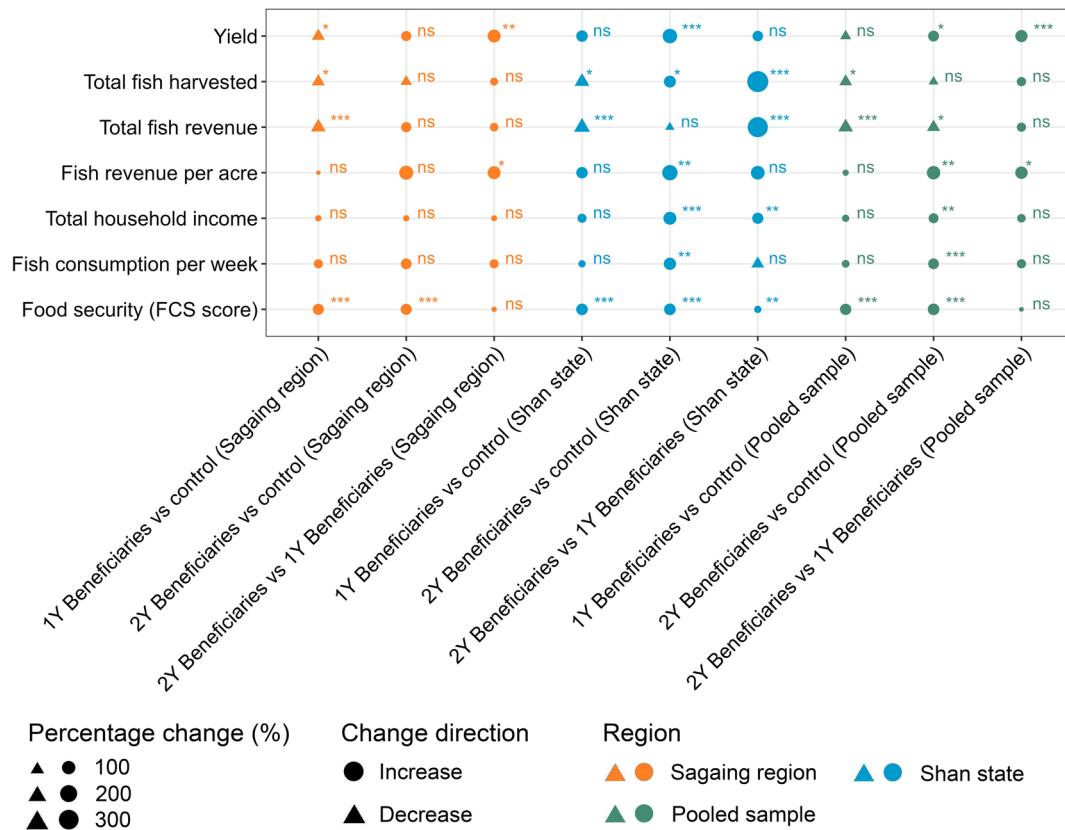 Yield * ns ** ns *** ns ns * ***
Total fish harvested * ns ns * * *** * ns ns
Total fish revenue *** ns ns *** ns *** *** * ns
Fish revenue per acre ns ns * ns ** ns ns ** *
Total household income ns ns ns ns *** ** ns ** ns
Fish consumption per week ns ns ns ns ** ns ns *** ns
Food security (FCS score) *** *** ns *** *** ** *** *** ns
1Y Beneficiaries vs control (Sagaing region)
2Y Beneficiaries vs control (Sagaing region)
2Y Beneficiaries vs 1Y Beneficiaries (Sagaing region)
1Y Beneficiaries vs control (Shan state)
2Y Beneficiaries vs control (Shan state)
2Y Beneficiaries vs 1Y Beneficiaries (Shan state)
1Y Beneficiaries vs control (Pooled sample)
2Y Beneficiaries vs control (Pooled sample)
2Y Beneficiaries vs 1Y Beneficiaries (Pooled sample)
Percentage change (%)
100
200
300
Change direction
Increase
Decrease
Region
Sagaing region
Shan state
Pooled sample